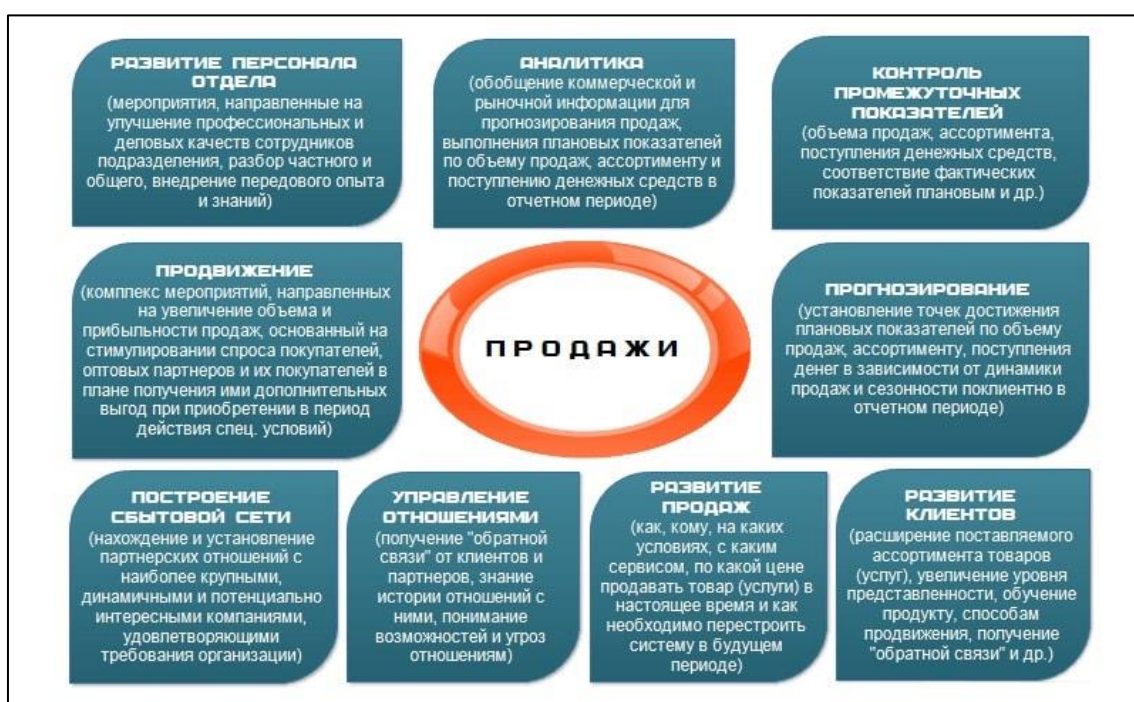 РАЗВИТИЕ ПЕРСОНАЛА
ОТДЕЛА
(мероприятия, направленные на
улучшение профессиональных и
деловых качеств сотрудников
подразделения, разбор частного и
общего, внедрение передового опыта
и знаний)
АНАЛИТИКА
(обобщение коммерческой и
рыночной информации для
прогнозирования продаж,
выполнения плановых показателей
по объему продаж, ассортименту и
поступлению денежных средств в
отчетном периоде)
КОНТРОЛЬ
ПРОМЕЖУТОЧНЫХ
ПОКАЗАТЕЛЕЙ
(объема продаж, ассортимента,
поступления денежных средств,
соответствие фактических
показателей плановым и др.)
ПРОДВИЖЕНИЕ
(комплекс мероприятий, направленных
на увеличение объема и
прибыльности продаж, основанный на
стимулировании спроса покупателей,
оптовых партнеров и их покупателей в
плане получения ими дополнительных
выгод при приобретении в период
действия спец. условий)
ПРОДАЖИ
ПРОГНОЗИРОВАНИЕ
(установление точек достижения
плановых показателей по объему
продаж, ассортименту, поступления
денег в зависимости от динамики
продаж и сезонности поклиентно в
отчетном периоде)
ПОСТРОЕНИЕ
СБЫТОВОЙ СЕТИ
(нахождение и установление
партнерских отношений с
наиболее крупными,
динамичными и потенциально
интересными компаниями,
удовлетворяющими
требования организации)
УПРАВЛЕНИЕ
ОТНОШЕНИЯМИ
(получение "обратной
связи" от клиентов и
партнеров, знание
истории отношений с
ними, понимание
возможностей и угроз
отношениям)
РАЗВИТИЕ
ПРОДАЖ
(как, кому, на каких
условиях, с каким
сервисом, по какой цене
продавать товар (услуги) в
настоящее время и как
необходимо перестроить
систему в будущем
периоде)
РАЗВИТИЕ
КЛИЕНТОВ
(расширение поставляемого
ассортимента товаров
(услуг), увеличение уровня
представленности, обучение
продукту, способам
продвижения, получение
"обратной связи" и др.)